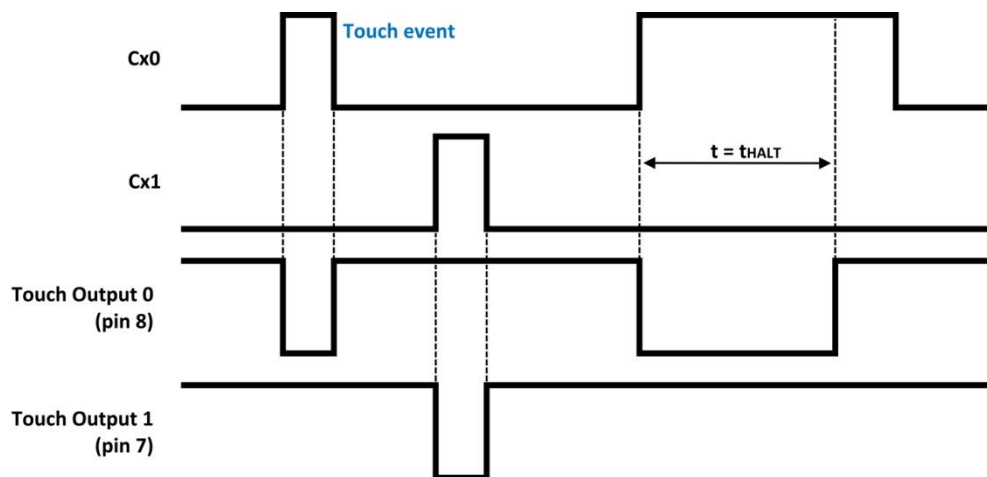 Touch event
Cx0
t = tHALT
Cx1
Touch Output 0
(pin 8)
Touch Output 1
(pin 7)